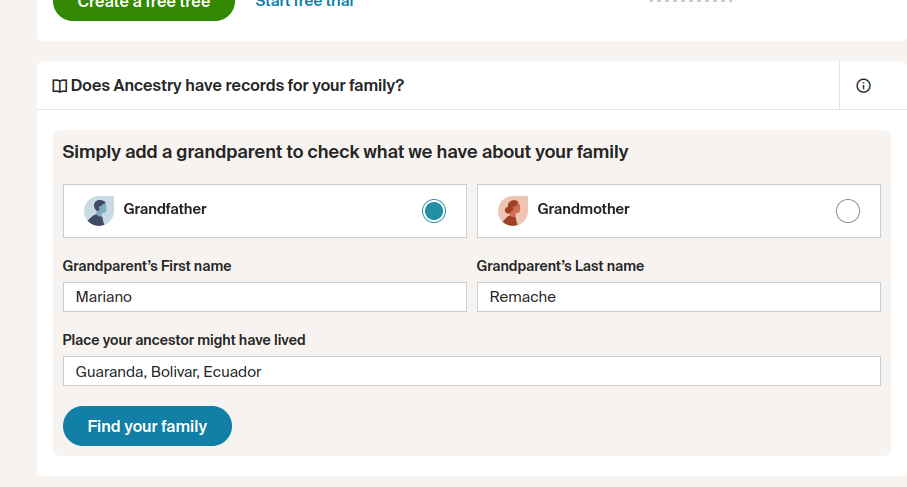 Create a free tree Start free trial
Does Ancestry have records for your family?
Simply add a grandparent to check what we have about your family
Grandfather Grandmother
Grandparent’s First name Grandparent’s Last name
Mariano Remache
Place your ancestor might have lived
Guaranda, Bolivar, Ecuador
Find your family